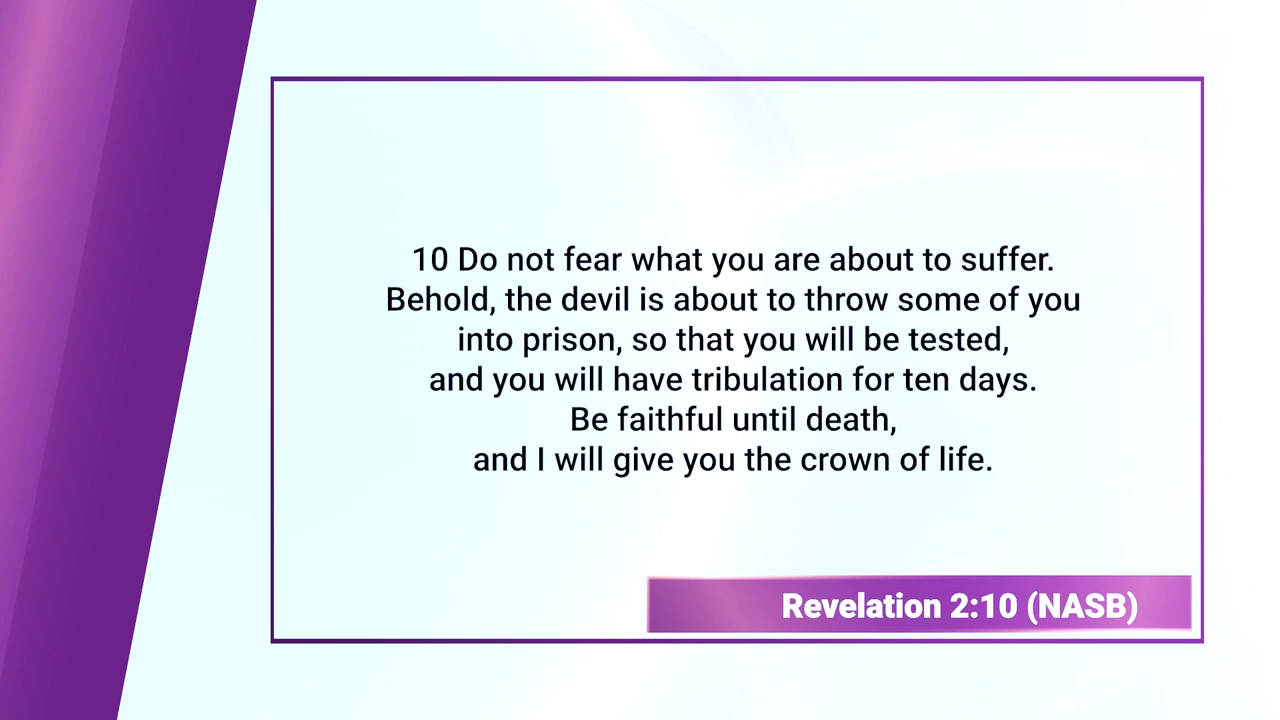 10 Do not fear what you are about to suffer.
Behold, the devil is about to throw some of you
into prison, so that you will be tested,
and you will have tribulation for ten days.
Be faithful until death,
and I will give you the crown of life.
Revelation 2:10 (NASB)